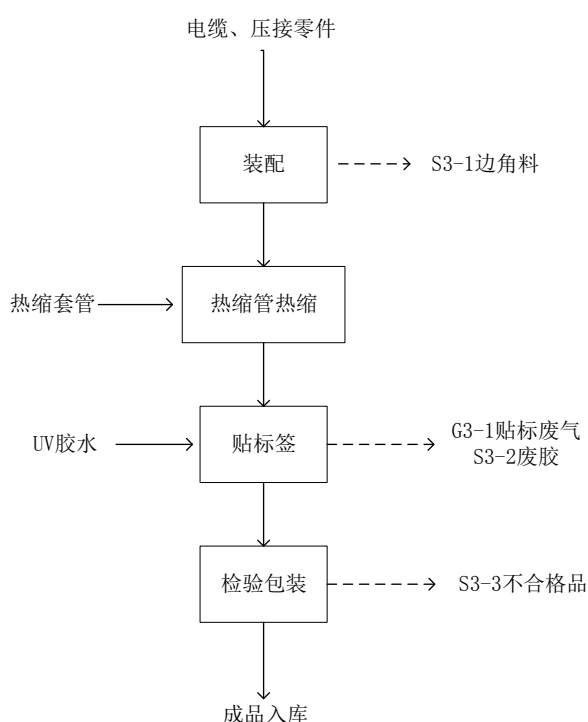 电缆、压接零件
装配
S3-1边角料
热缩套管
热缩管热缩
UV胶水
贴标签
G3-1贴标废气
S3-2废胶
检验包装
S3-3不合格品
成品入库